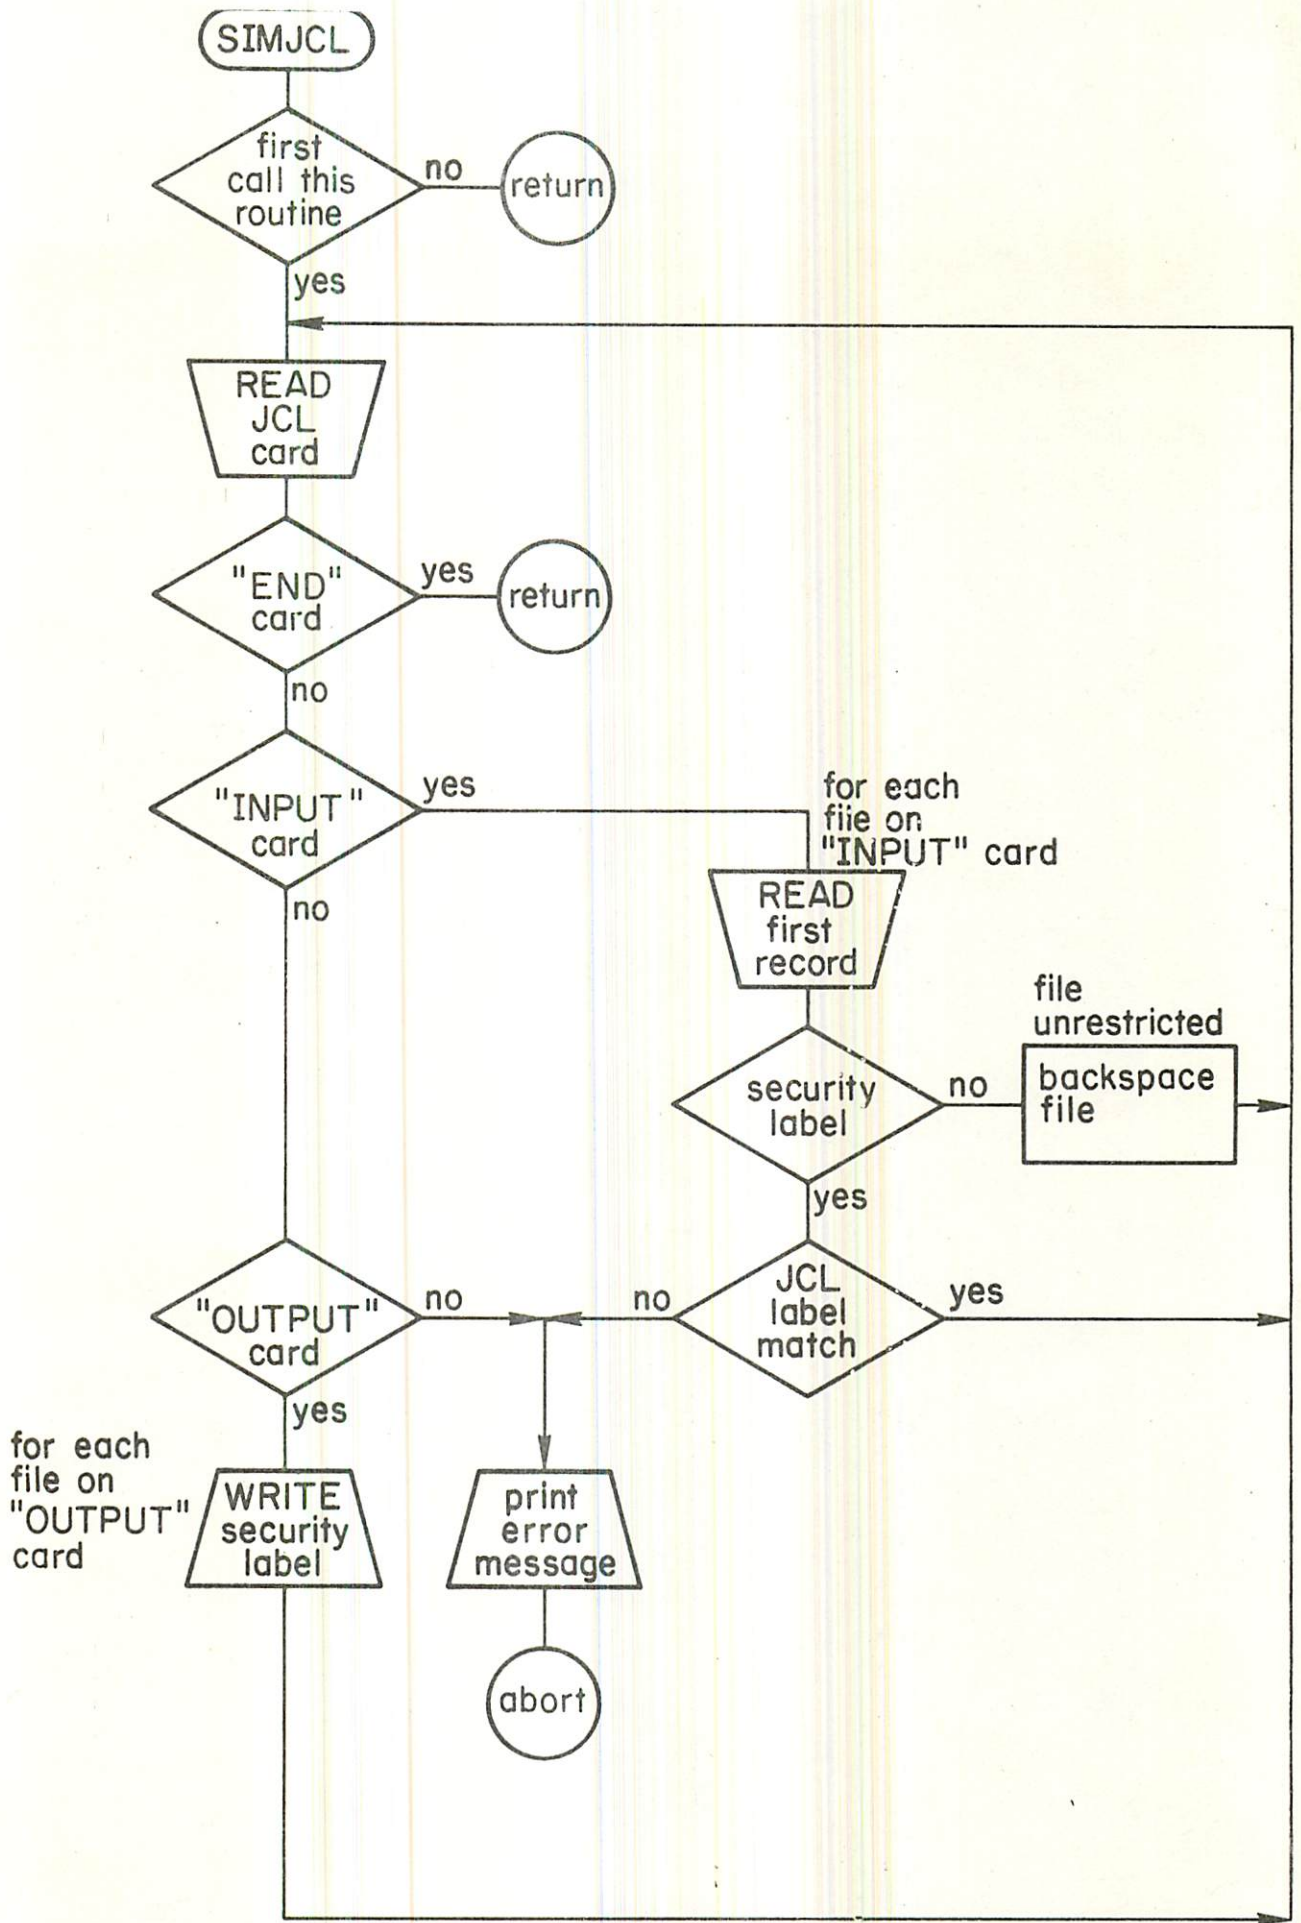 SIMJCL
first
call this
routine
no
return
yes
READ
JCL
card
"END"
card
yes
return
no
"INPUT"
card
yes
no
for each
file on
"INPUT" card
READ
first
record
security
label
no
file
unrestricted
backspace
file
yes
JCL
label
match
yes
no
"OUTPUT"
card
no
yes
for each
file on
"OUTPUT"
card
WRITE
security
label
print
error
message
abort